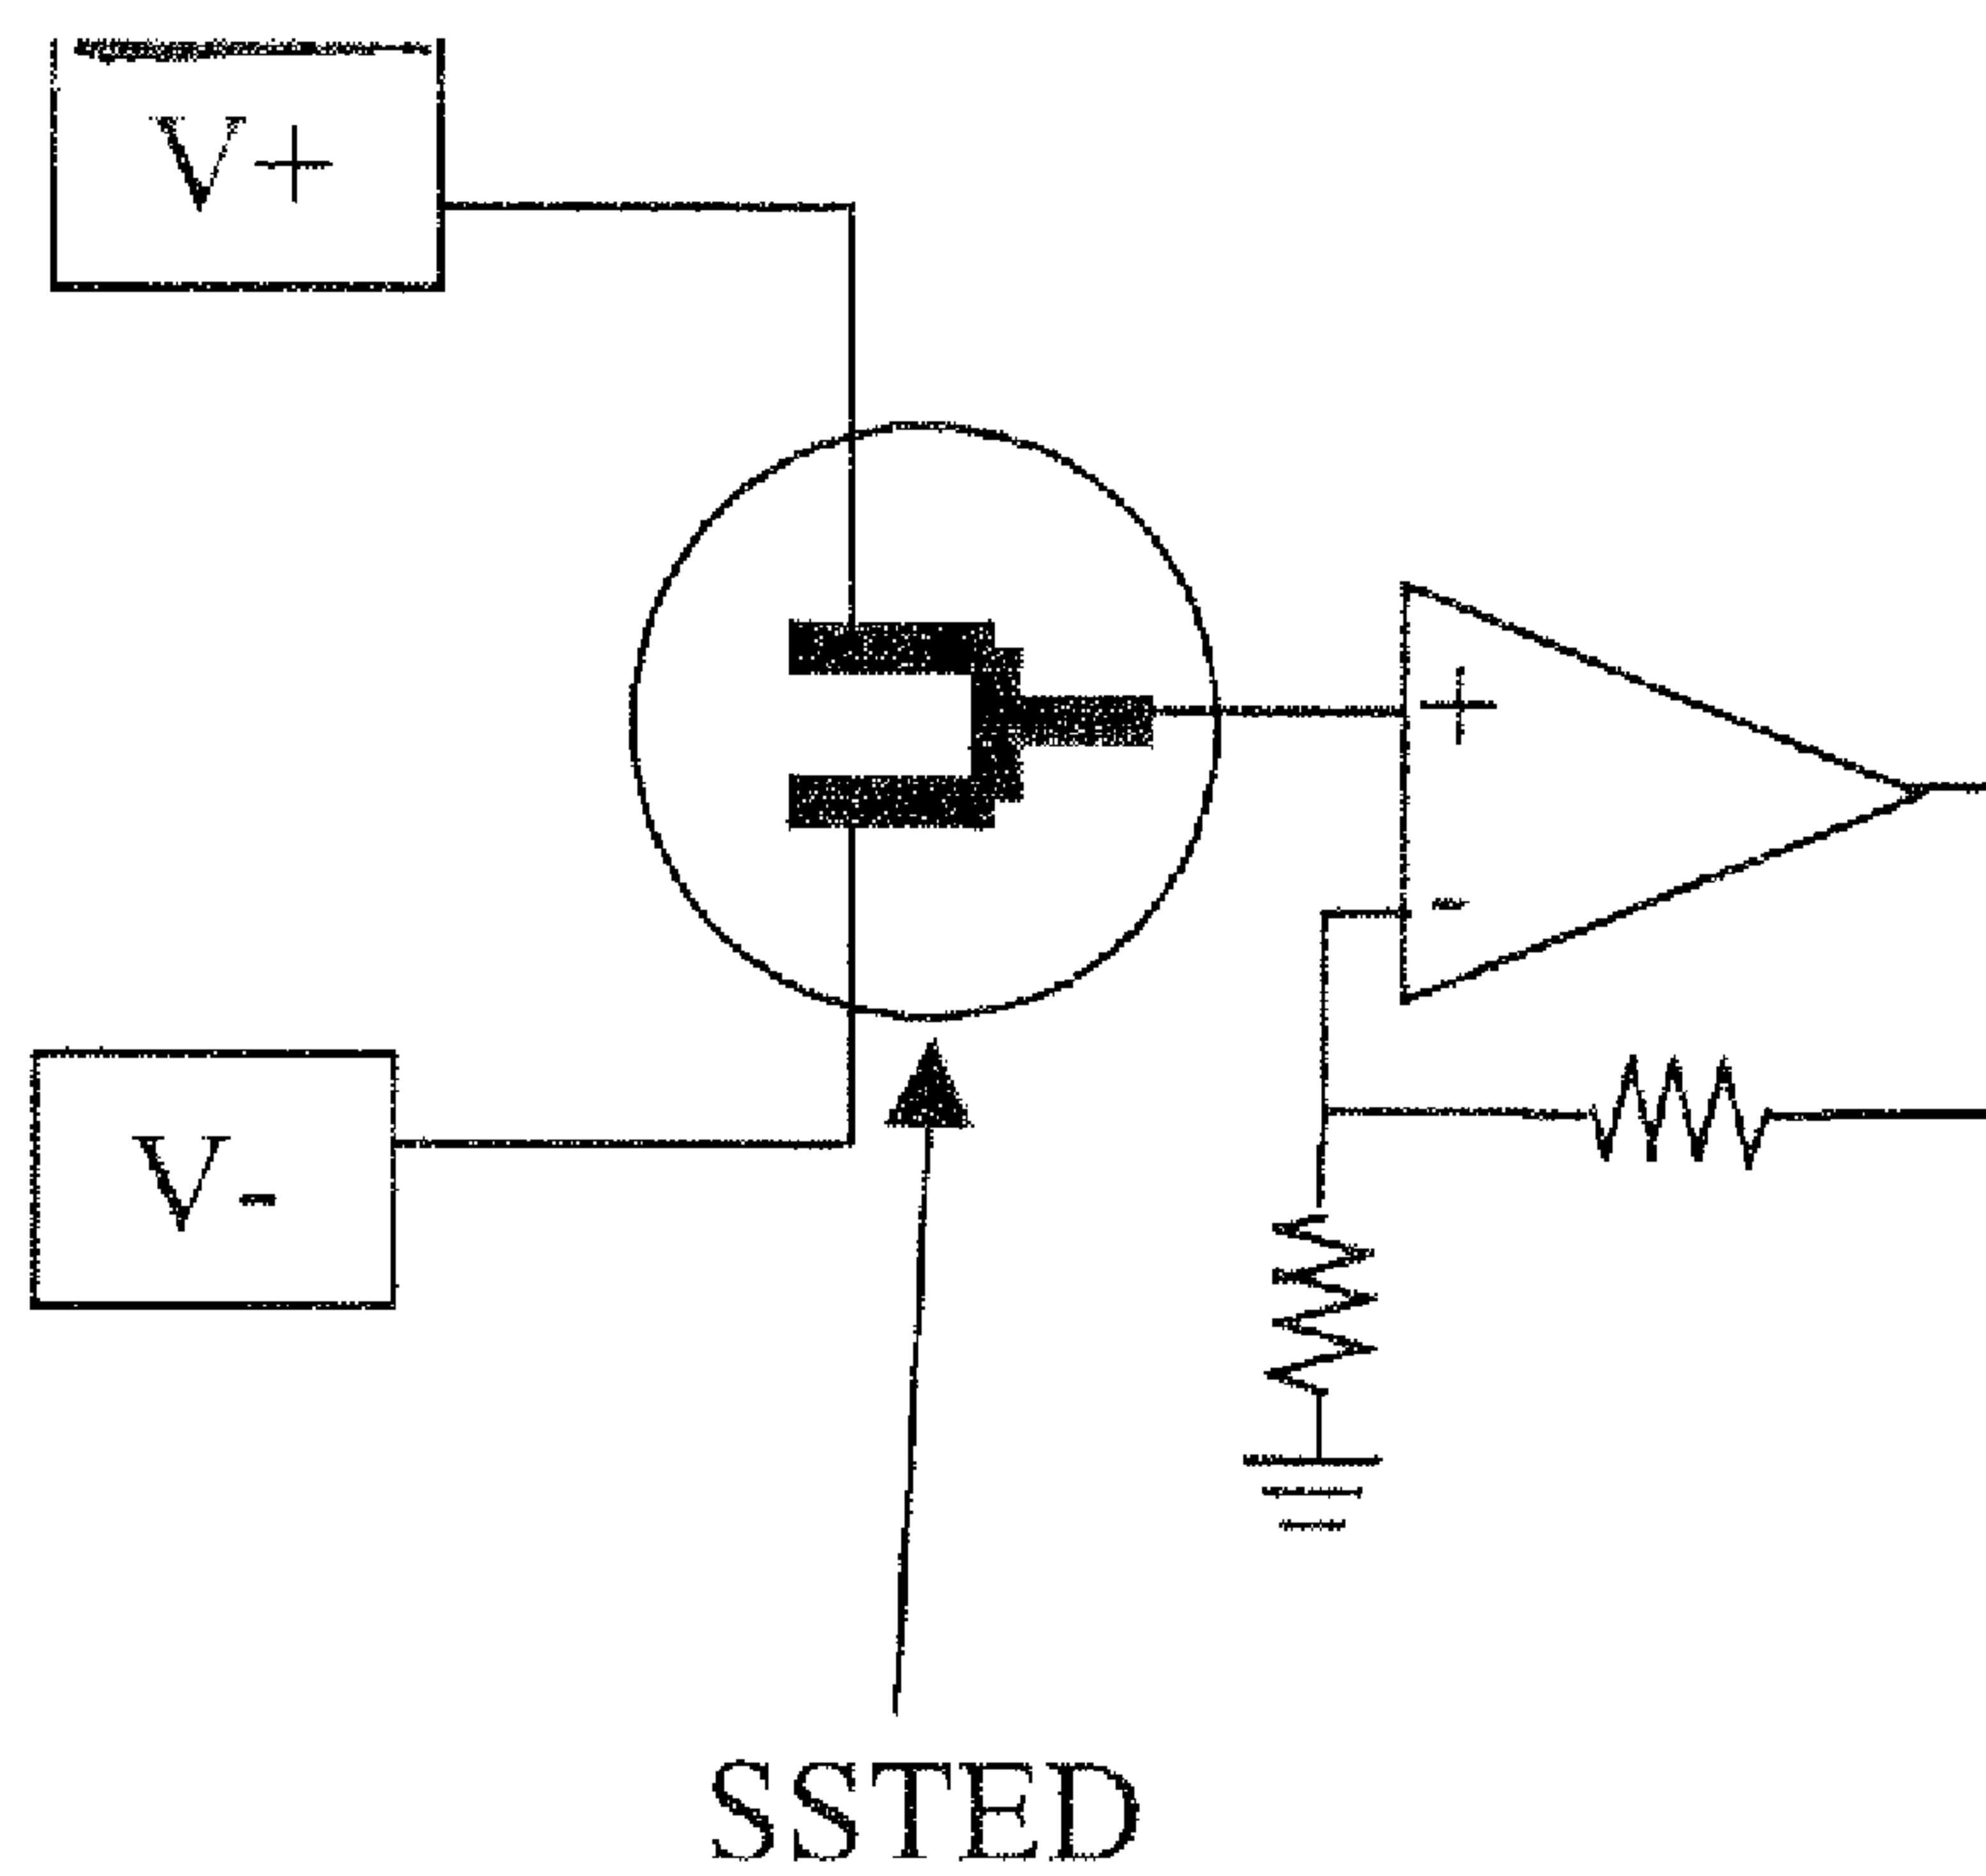 V+
+
-
V-
SSTED